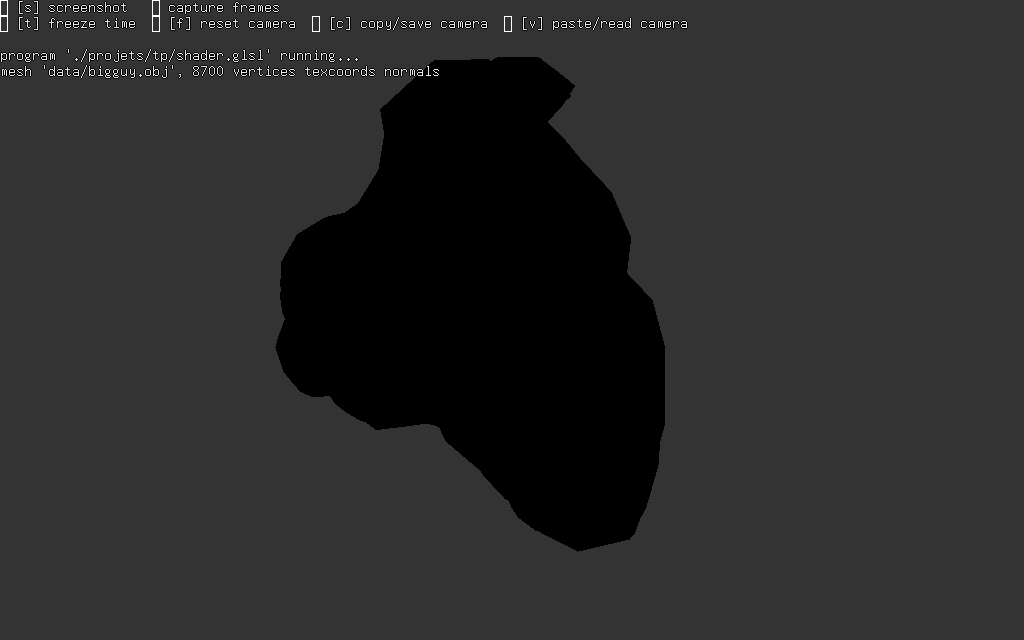 [s] screenshot capture frames
[t] freeze time [f] reset camera [c] copy/save camera [v] paste/read camera
program './projets/tp/shader.glsl' running...
mesh 'data/bigguy.obj', 8700 vertices texcoords normals